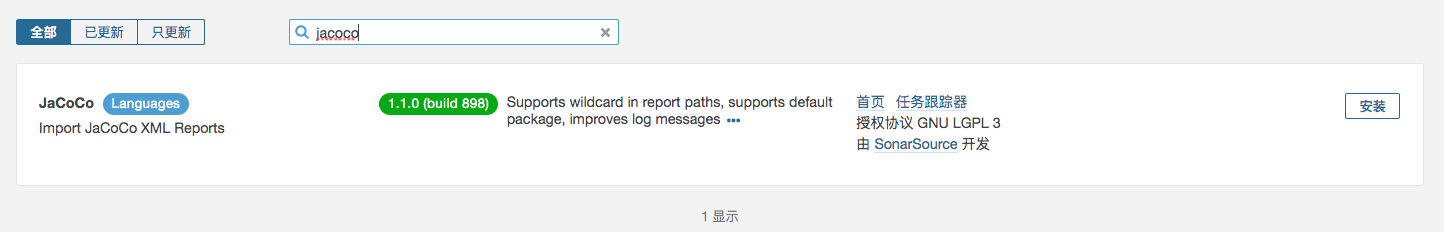 全部 已更新 只更新 jacoco
JaCoCo Languages 1.1.0 (build 898) Supports wildcard in report paths, supports default 首页 任务跟踪器 安装
Import JaCoCo XML Reports package, improves log messages ••• 授权协议 GNU LGPL 3
由 SonarSource 开发
1 显示